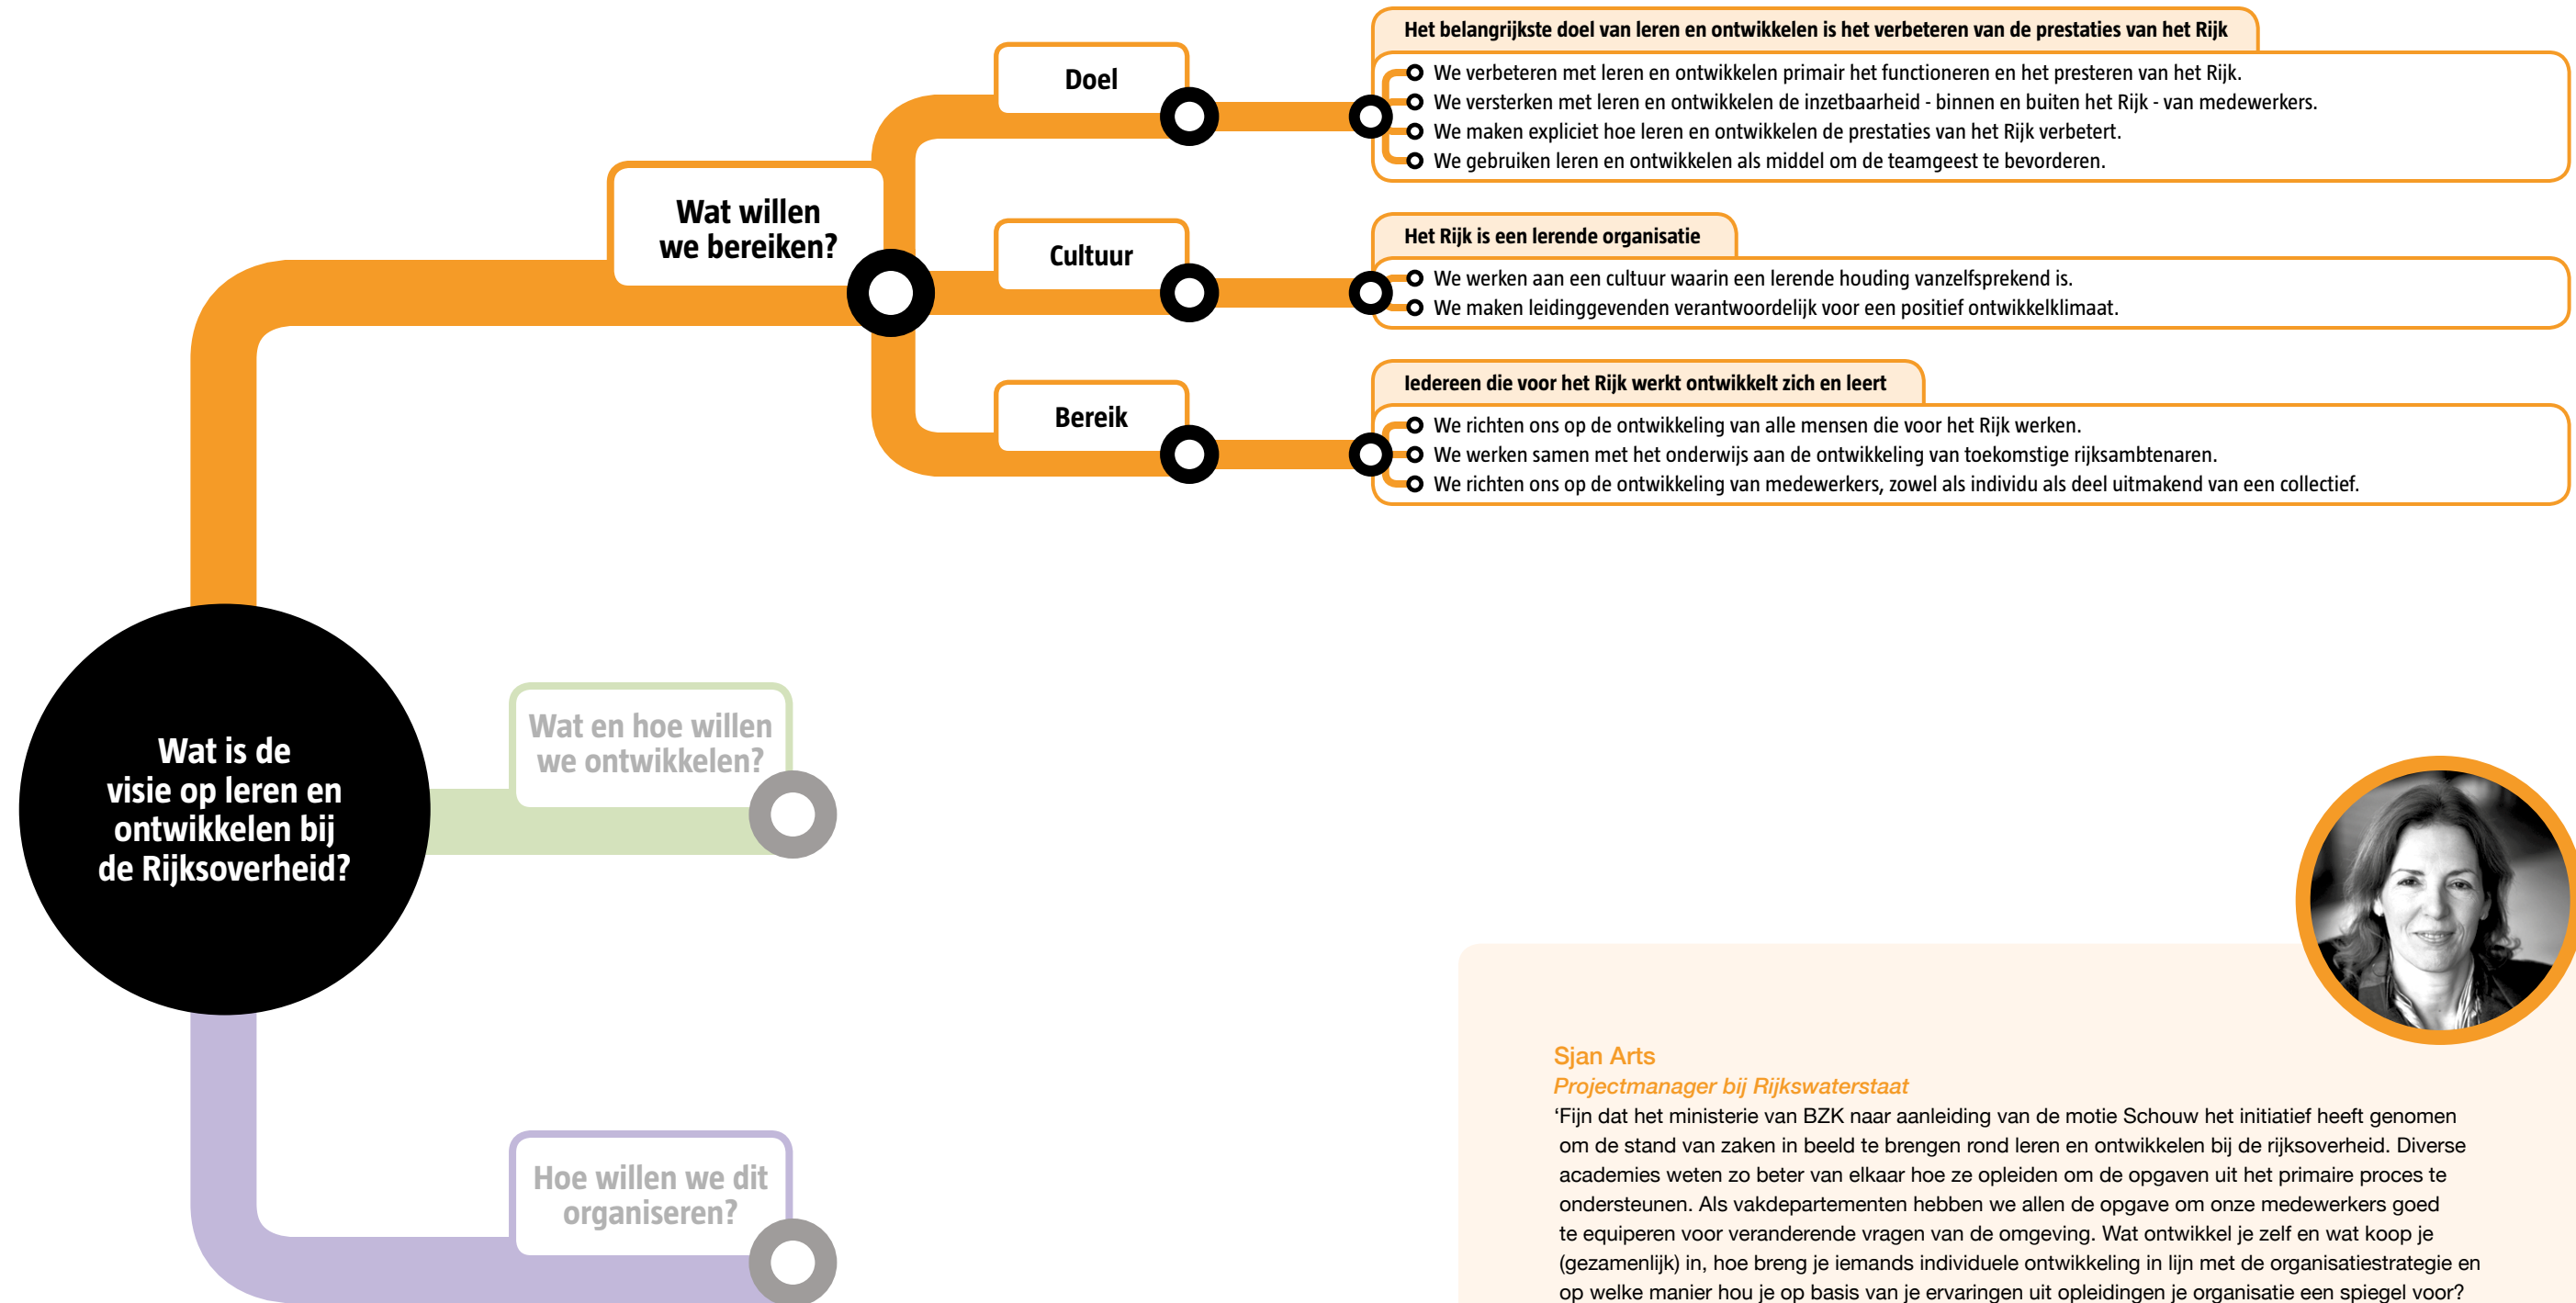 Het belangrijkste doel van leren en ontwikkelen is het verbeteren van de prestaties van het Rijk
Doel
We verbeteren met leren en ontwikkelen primair het functioneren en het presteren van het Rijk.
We versterken met leren en ontwikkelen de inzetbaarheid - binnen en buiten het Rijk - van medewerkers.
We maken expliciet hoe leren en ontwikkelen de prestaties van het Rijk verbetert.
We gebruiken leren en ontwikkelen als middel om de teamgeest te bevorderen.
Wat willen
we bereiken?
Cultuur
Het Rijk is een lerende organisatie
We werken aan een cultuur waarin een lerende houding vanzelfsprekend is.
We maken leidinggevenden verantwoordelijk voor een positief ontwikkelklimaat.
Bereik
Iedereen die voor het Rijk werkt ontwikkelt zich en leert
We richten ons op de ontwikkeling van alle mensen die voor het Rijk werken.
We werken samen met het onderwijs aan de ontwikkeling van toekomstige rijksambtenaren.
We richten ons op de ontwikkeling van medewerkers, zowel als individu als deel uitmakend van een collectief.
Wat is de
visie op leren en
ontwikkelen bij
de Rijksoverheid?
Wat en hoe willen
we ontwikkelen?
Hoe willen we dit
organiseren?
Sjan Arts
Projectmanager bij Rijkswaterstaat
‘Fijn dat het ministerie van BZK naar aanleiding van de motie Schouw het initiatief heeft genomen
om de stand van zaken in beeld te brengen rond leren en ontwikkelen bij de rijksoverheid. Diverse
academies weten zo beter van elkaar hoe ze opleiden om de opgaven uit het primaire proces te
ondersteunen. Als vakdepartementen hebben we allen de opgave om onze medewerkers goed
te equiperen voor veranderende vragen van de omgeving. Wat ontwikkel je zelf en wat koop je
(gezamenlijk) in, hoe breng je iemands individuele ontwikkeling in lijn met de organisatiestrategie en
op welke manier hou je op basis van je ervaringen uit opleidingen je organisatie een spiegel voor?